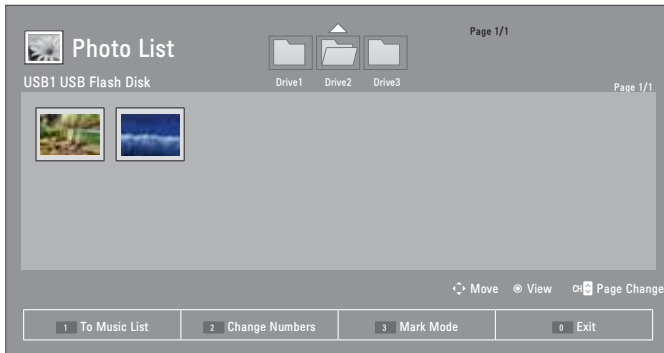 Page 1/1
Photo List
USB1 USB Flash Disk
Drive1 Drive2 Drive3
Page 1/1
Move View CH Page Change
1 To Music List 2 Change Numbers 3 Mark Mode 0 Exit